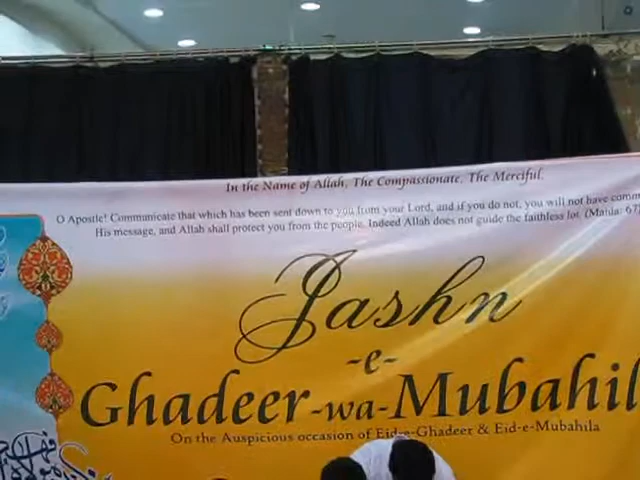 In the Name of Allah, The Compassionate, The Merciful,
O Apostle! Communicate that which has been sent down to you from your Lord, and if you do not, you will not have comm
His message, and Allah shall protect you from the people. Indeed Allah does not guide the faithless lot. (Maula: 67
Jashn
-e-
Ghadeer-wa-Mubahil
On the Auspicious occasion of Eid-e-Ghadeer & Eid-e-Mubahila